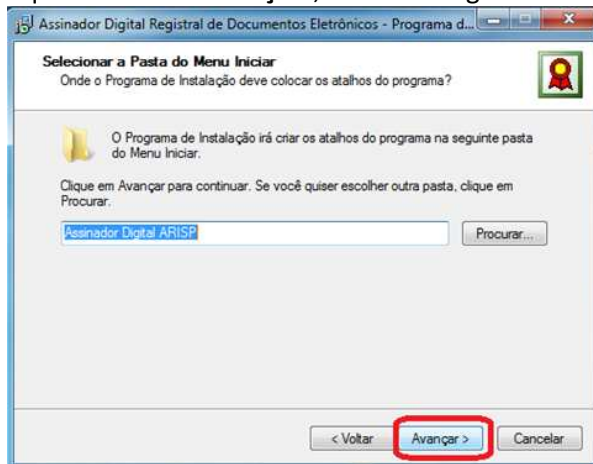 Assinador Digital Registral de Documentos Eletrônicos - Programa d...
Selecionar a Pasta do Menu Iniciar
Onde o Programa de Instalação deve colocar os atalhos do programa?
O Programa de Instalação irá criar os atalhos do programa na seguinte pasta
do Menu Iniciar.
Clique em Avançar para continuar. Se você quiser escolher outra pasta, clique em
Procurar.
Assinador Digital ARISP
Procurar...
< Voltar
Avançar >
Cancelar